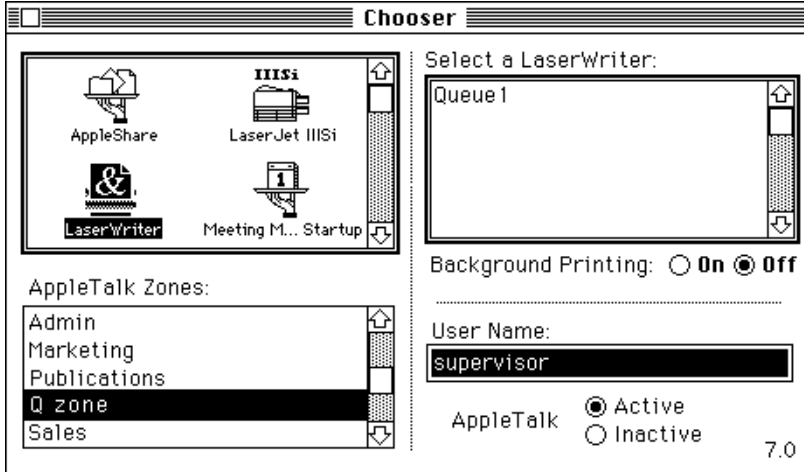 Chooser
IIISi
AppleShare
LaserJet IIISi
&
1
LaserWriter
Meeting M... Startup
AppleTalk Zones:
Admin
Marketing
Publications
Q zone
Sales
Select a LaserWriter:
Queue1
Background Printing: On Off
User Name:
supervisor
AppleTalk
Active
Inactive
7.0